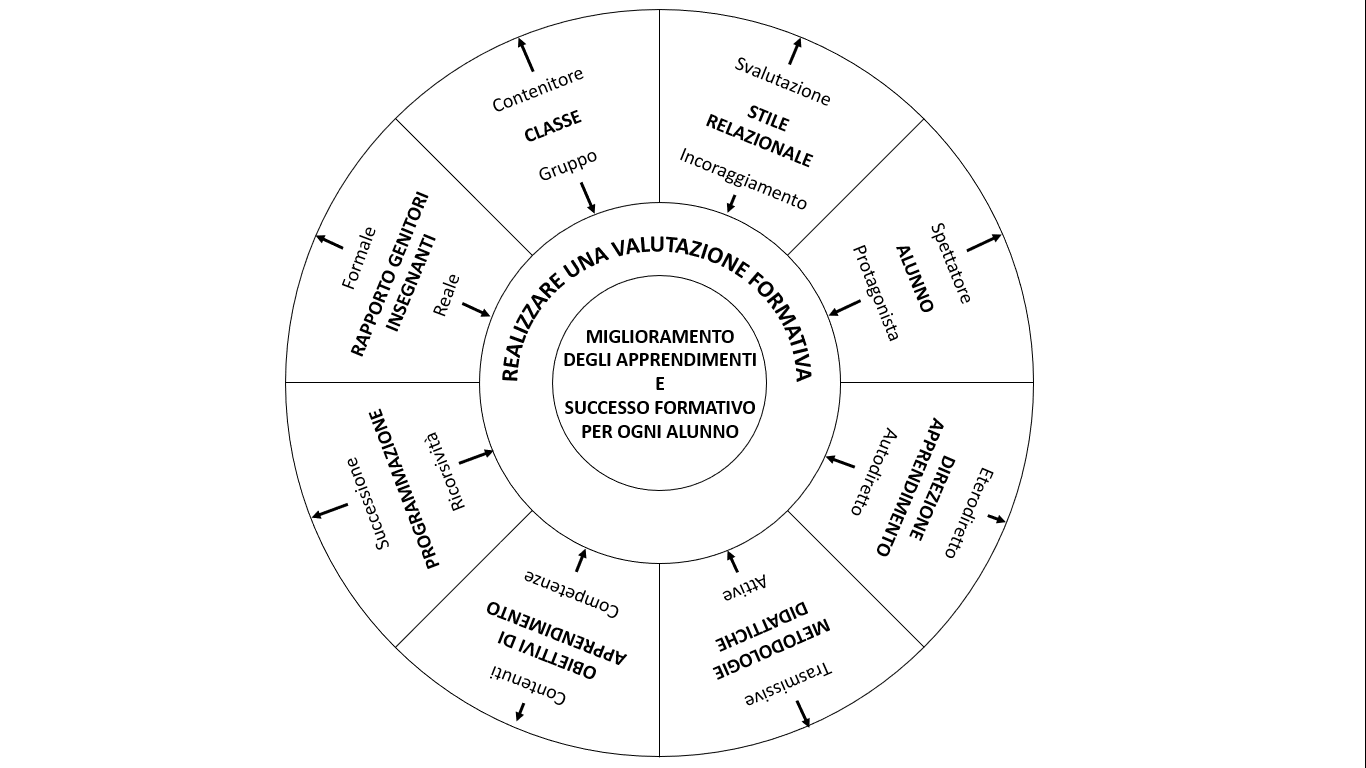 Contenitore
CLASSE
Gruppo
Svalutazione
STILE
RELAZIONALE
Incoraggiamento
Spettatore
ALUNNO
Protagonista
Eterodiretto
DIREZIONE
APPRENDIMENTO
Autodiretto
Attive
METODOLOGIE
DIDATTICHE
Trasmissive
Competenze
OBIETTIVI DI
APPRENDIMENTO
Contenuti
Successione
PROGRAMMAZIONE
Ricorsività
Formale
RAPPORTO GENITORI
INSEGNANTI
Reale
REALIZZARE UNA VALUTAZIONE FORMATIVA
MIGLIORAMENTO
DEGLI APPRENDIMENTI
E
SUCCESSO FORMATIVO
PER OGNI ALUNNO